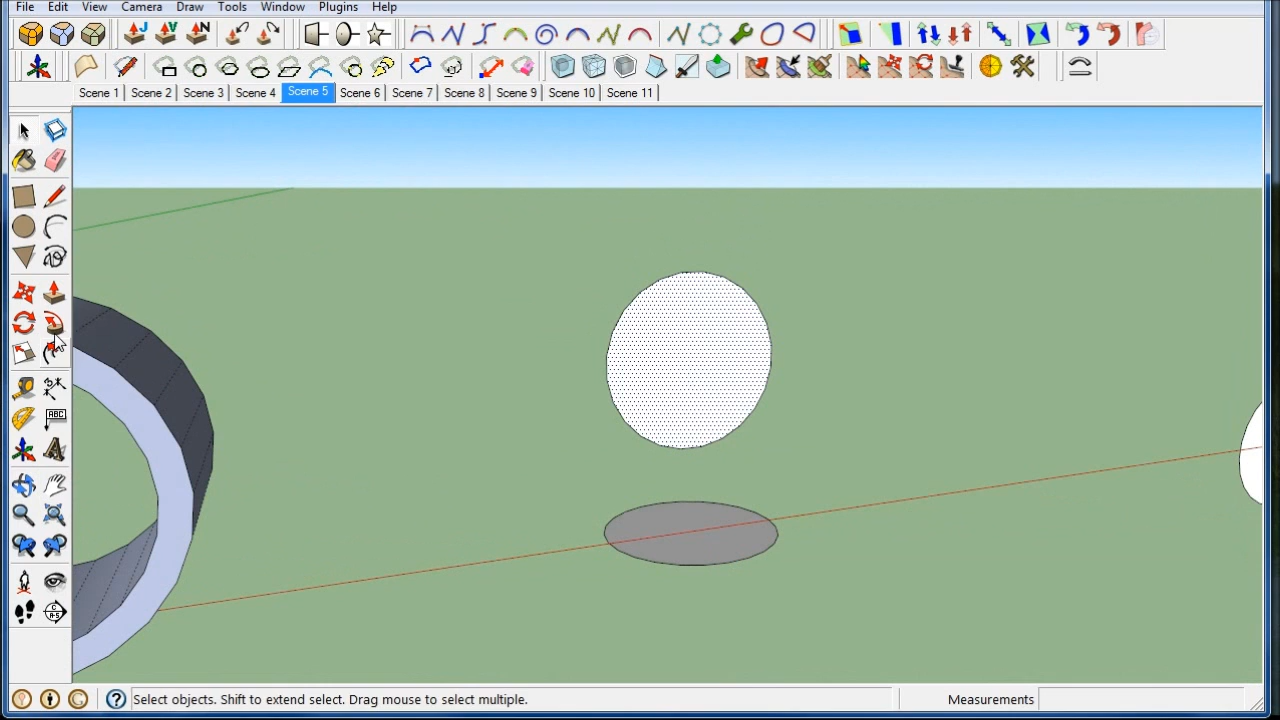 File Edit View Camera Draw Tools Window Plugins Help
J V N
Scene 1 Scene 2 Scene 3 Scene 4 Scene 5 Scene 6 Scene 7 Scene 8 Scene 9 Scene 10 Scene 11
ABC
Select objects. Shift to extend select. Drag mouse to select multiple. Measurements